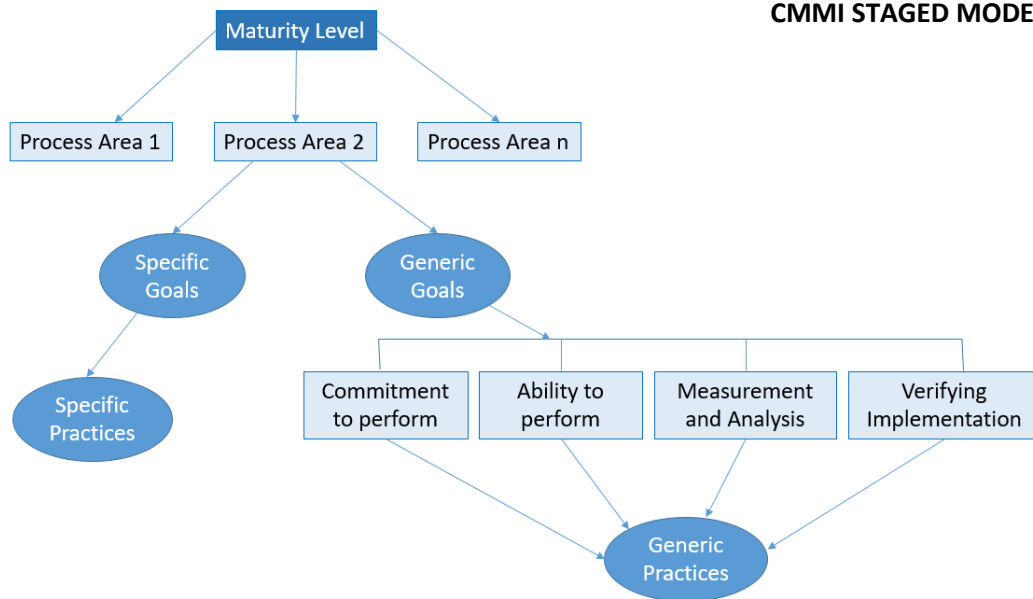 CMMI STAGED MODE
Maturity Level
Process Area 1
Process Area 2
Process Area n
Specific
Goals
Generic
Goals
Commitment
to perform
Ability to
perform
Measurement
and Analysis
Verifying
Implementation
Specific
Practices
Generic
Practices